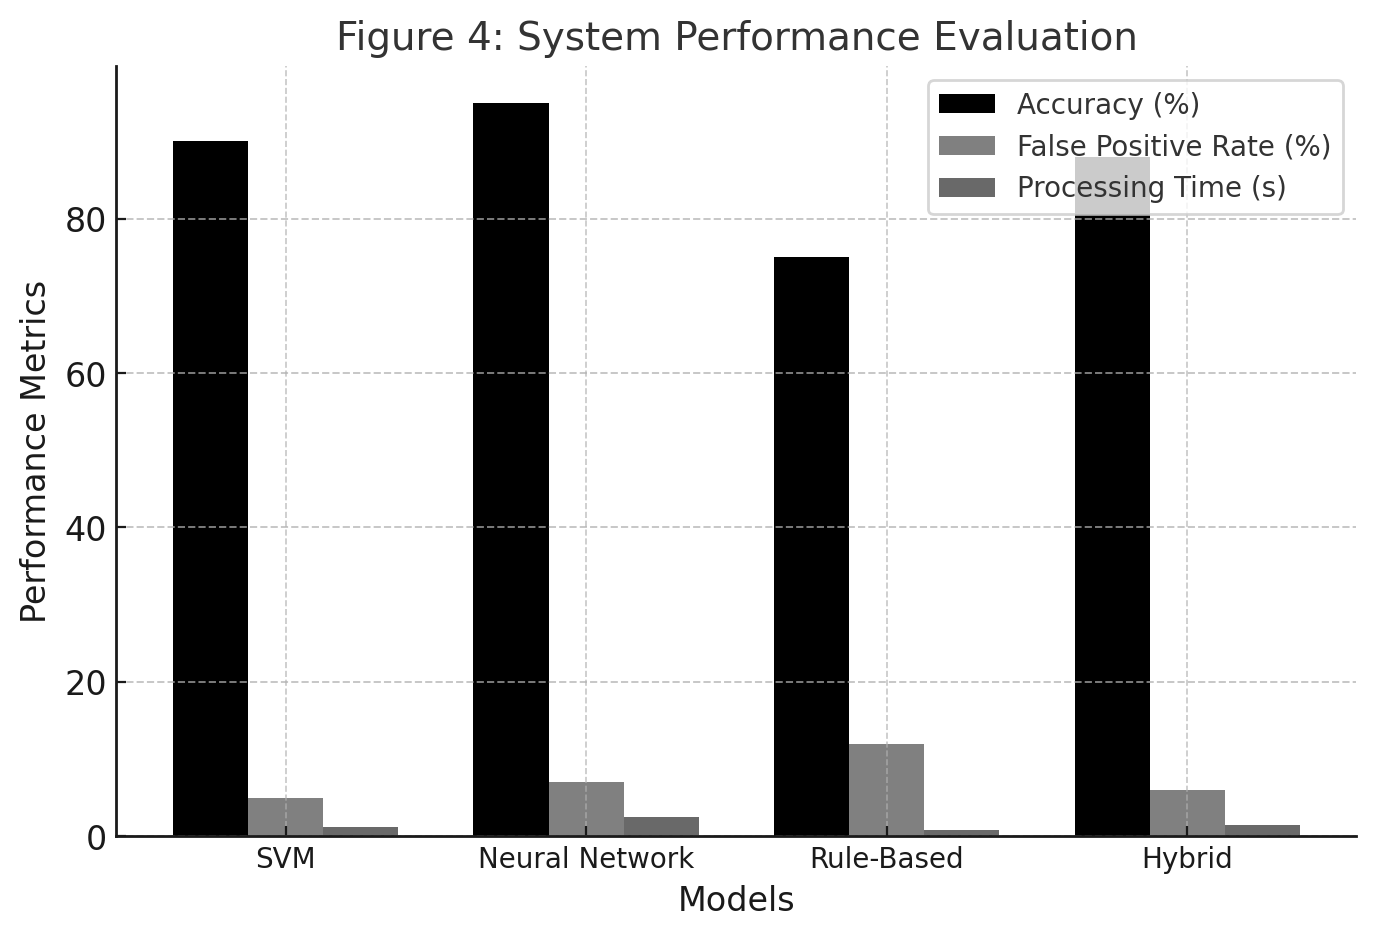 Figure 4: System Performance Evaluation
Accuracy (%)
False Positive Rate (%)
Processing Time (s)
Performance Metrics
80
60
40
20
0
SVM
Neural Network
Rule-Based
Hybrid
Models